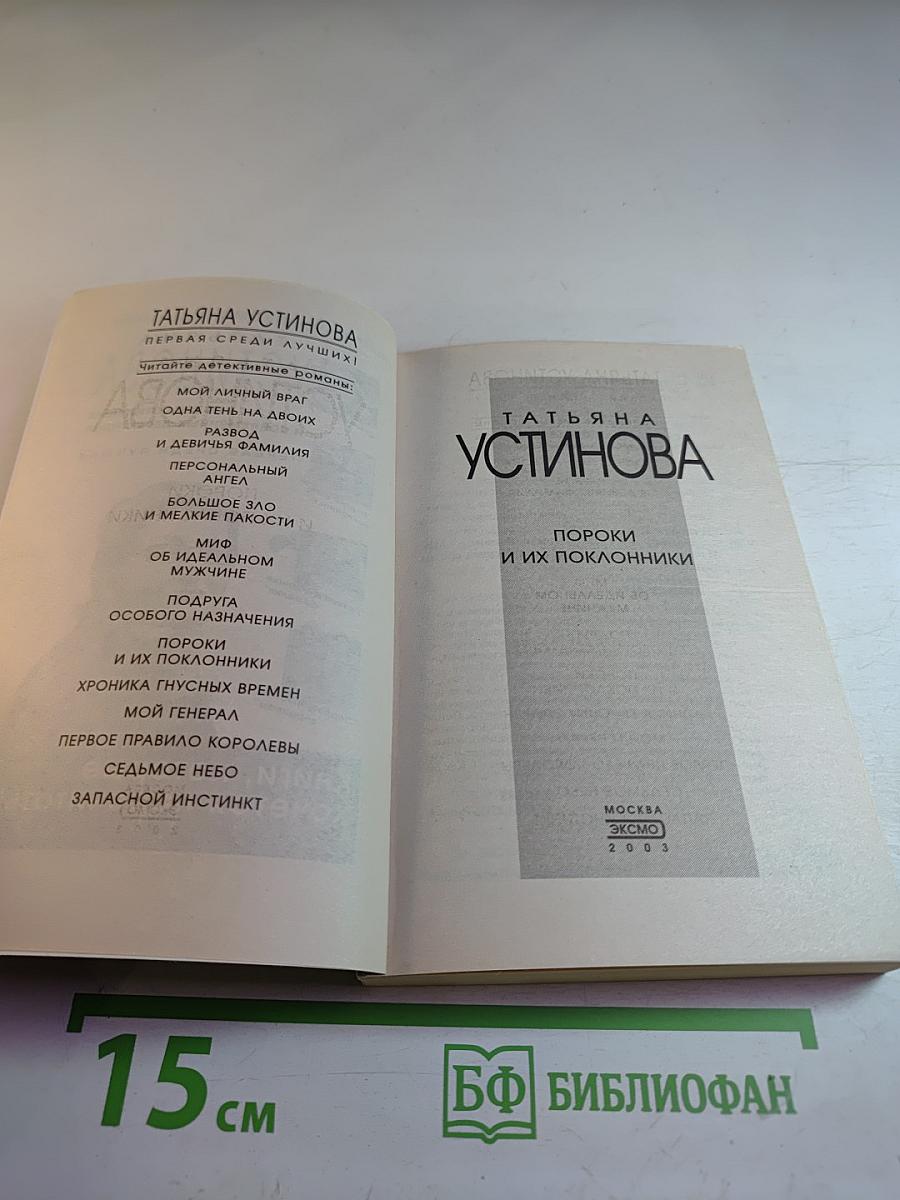 ТАТЬЯНА УСТИНОВА
ПЕРВАЯ СРЕДИ ЛУЧШИХ!
Читайте детективные романы:
МОЙ ЛИЧНЫЙ ВРАГ
ОДНА ТЕНЬ НА ДВОИХ
РАЗВОД
И ДЕВИЧЬЯ ФАМИЛИЯ
ПЕРСОНАЛЬНЫЙ
АНГЕЛ
БОЛЬШОЕ ЗЛО
И МЕЛКИЕ ПАКОСТИ
МИФ
ОБ ИДЕАЛЬНОМ
МУЖЧИНЕ
ПОДРУГА
ОСОБОГО НАЗНАЧЕНИЯ
ПОРОКИ
И ИХ ПОКЛОННИКИ
ХРОНИКА ГНУСНЫХ ВРЕМЕН
МОЙ ГЕНЕРАЛ
ПЕРВОЕ ПРАВИЛО КОРОЛЕВЫ
СЕДЬМОЕ НЕБО
ЗАПАСНОЙ ИНСТИНКТ
ТАТЬЯНА
УСТИНОВА
ПОРОКИ
И ИХ ПОКЛОННИКИ
МОСКВА
ЭКСМО
2003
15 см
БФ БИБЛИОФАН